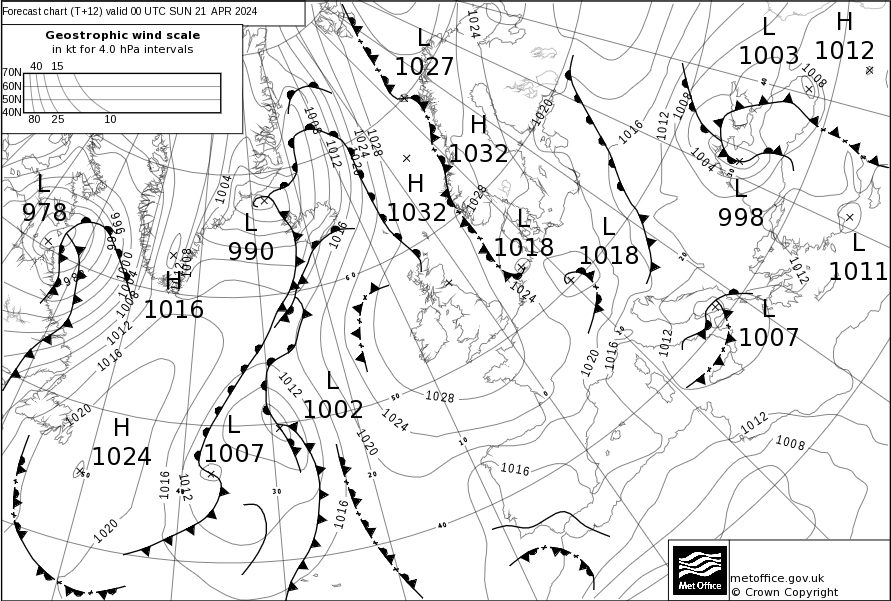 Forecast chart (T+12) valid 00 UTC SUN 21 APR 2024
Geostrophic wind scale
in kt for 4.0 hPa intervals
40 15
70N
60N
50N
40N
80 25 10
L
1027
H
1032
H
1032
L
1003
H
1012
L
978
L
990
H
1016
L
1018
L
1018
L
998
L
1011
L
1007
L
1002
H
1024
L
1007
1024
1020
1016
1012
1008
1008
1004
1012
1008
1004
1012
1028
1024
1028
1016
1028
1024
996
1000
1004
1008
1012
1016
1008
1020
1012
1028
1024
1020
1016
1016
1012
1020
1016
1020
1016
1012
1012
1008
60
50
50
40
30
20
10
40
0
10
20
30
40
Met Office
metoffice.gov.uk
© Crown Copyright